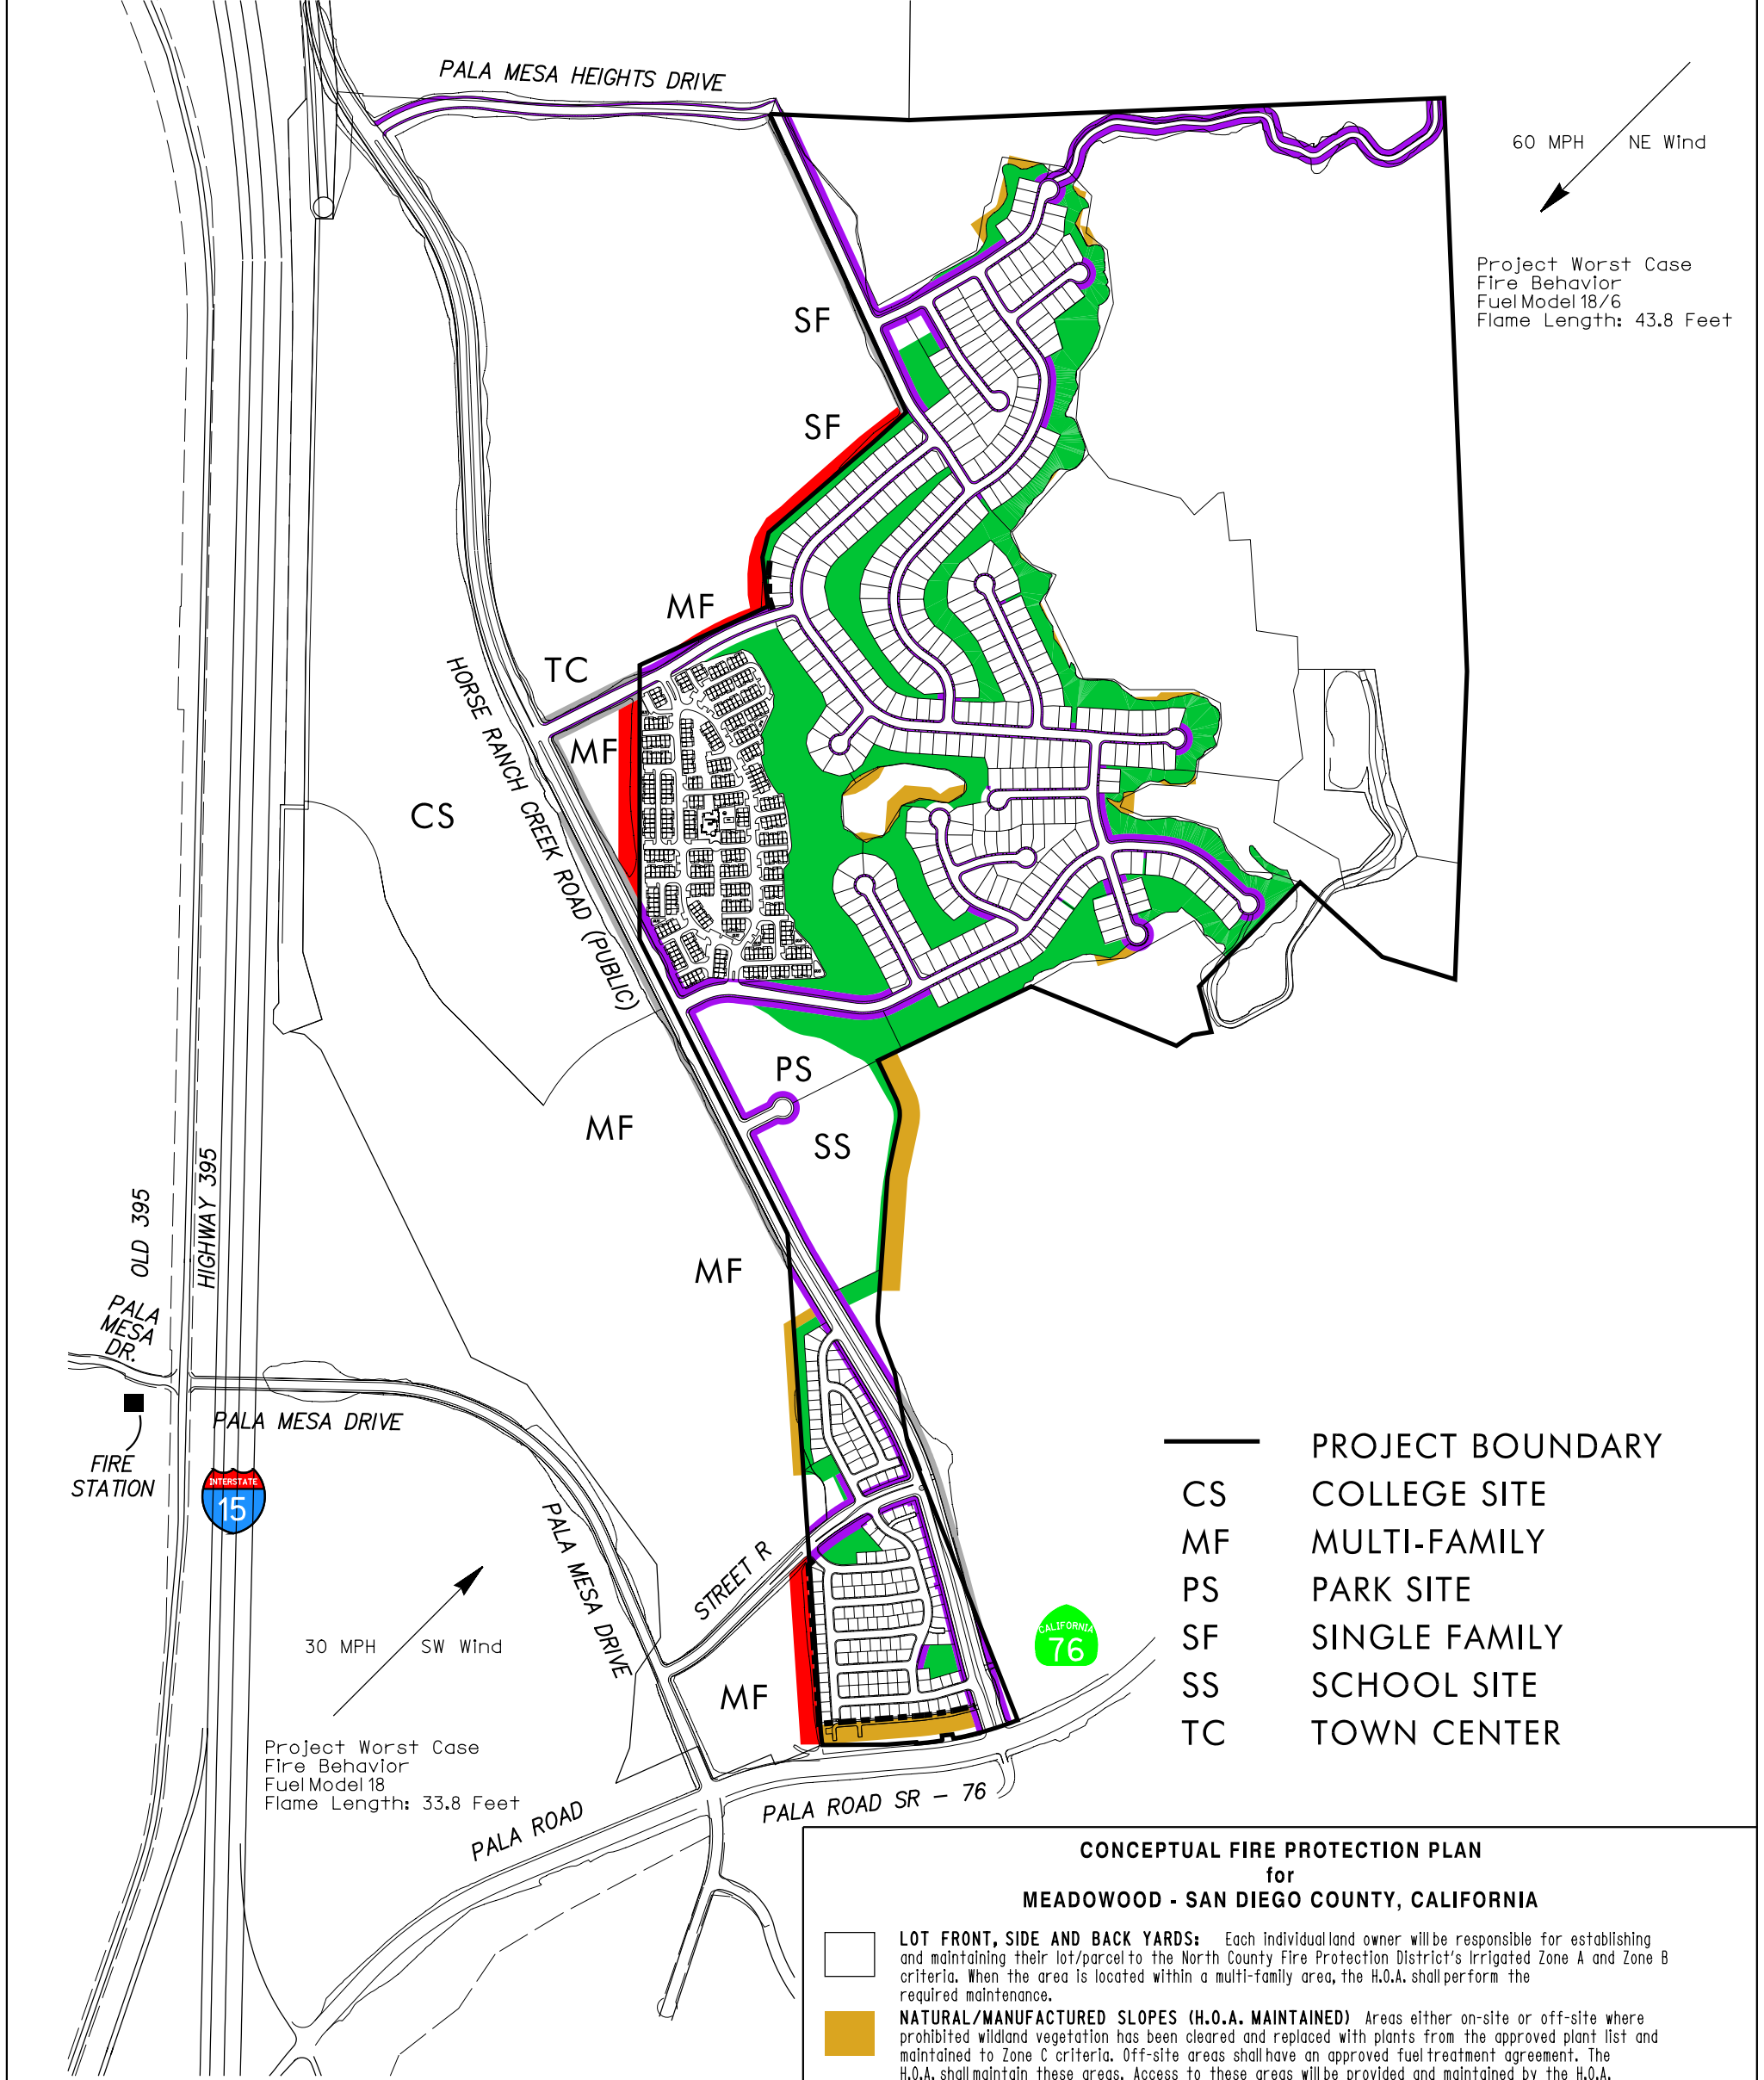 PALA MESA HEIGHTS DRIVE
60 MPH NE Wind
Project Worst Case
Fire Behavior
Fuel Model 18/6
Flame Length: 43.8 Feet
SF
SF
MF
TC
MF
HORSE RANCH CREEK ROAD (PUBLIC)
CS
PS
MF
SS
MF
OLD 395
HIGHWAY 395
PALA
MESA
DR.
PALA MESA DRIVE
FIRE
STATION
INTERSTATE
15
PALA MESA DRIVE
STREET R
30 MPH SW Wind
MF
CALIFORNIA
76
Project Worst Case
Fire Behavior
Fuel Model 18
Flame Length: 33.8 Feet
PALA ROAD
PALA ROAD SR - 76
PROJECT BOUNDARY
CS COLLEGE SITE
MF MULTI-FAMILY
PS PARK SITE
SF SINGLE FAMILY
SS SCHOOL SITE
TC TOWN CENTER
CONCEPTUAL FIRE PROTECTION PLAN
for
MEADOWOOD - SAN DIEGO COUNTY, CALIFORNIA
LOT FRONT, SIDE AND BACK YARDS: Each individual land owner will be responsible for establishing
and maintaining their lot/parcel to the North County Fire Protection District's Irrigated Zone A and Zone B
criteria. When the area is located within a multi-family area, the H.O.A. shall perform the
required maintenance.
NATURAL/MANUFACTURED SLOPES (H.O.A. MAINTAINED) Areas either on-site or off-site where
prohibited wildland vegetation has been cleared and replaced with plants from the approved plant list and
maintained to Zone C criteria. Off-site areas shall have an approved fuel treatment agreement. The
H.O.A. shall maintain these areas. Access to these areas will be provided and maintained by the H.O.A.